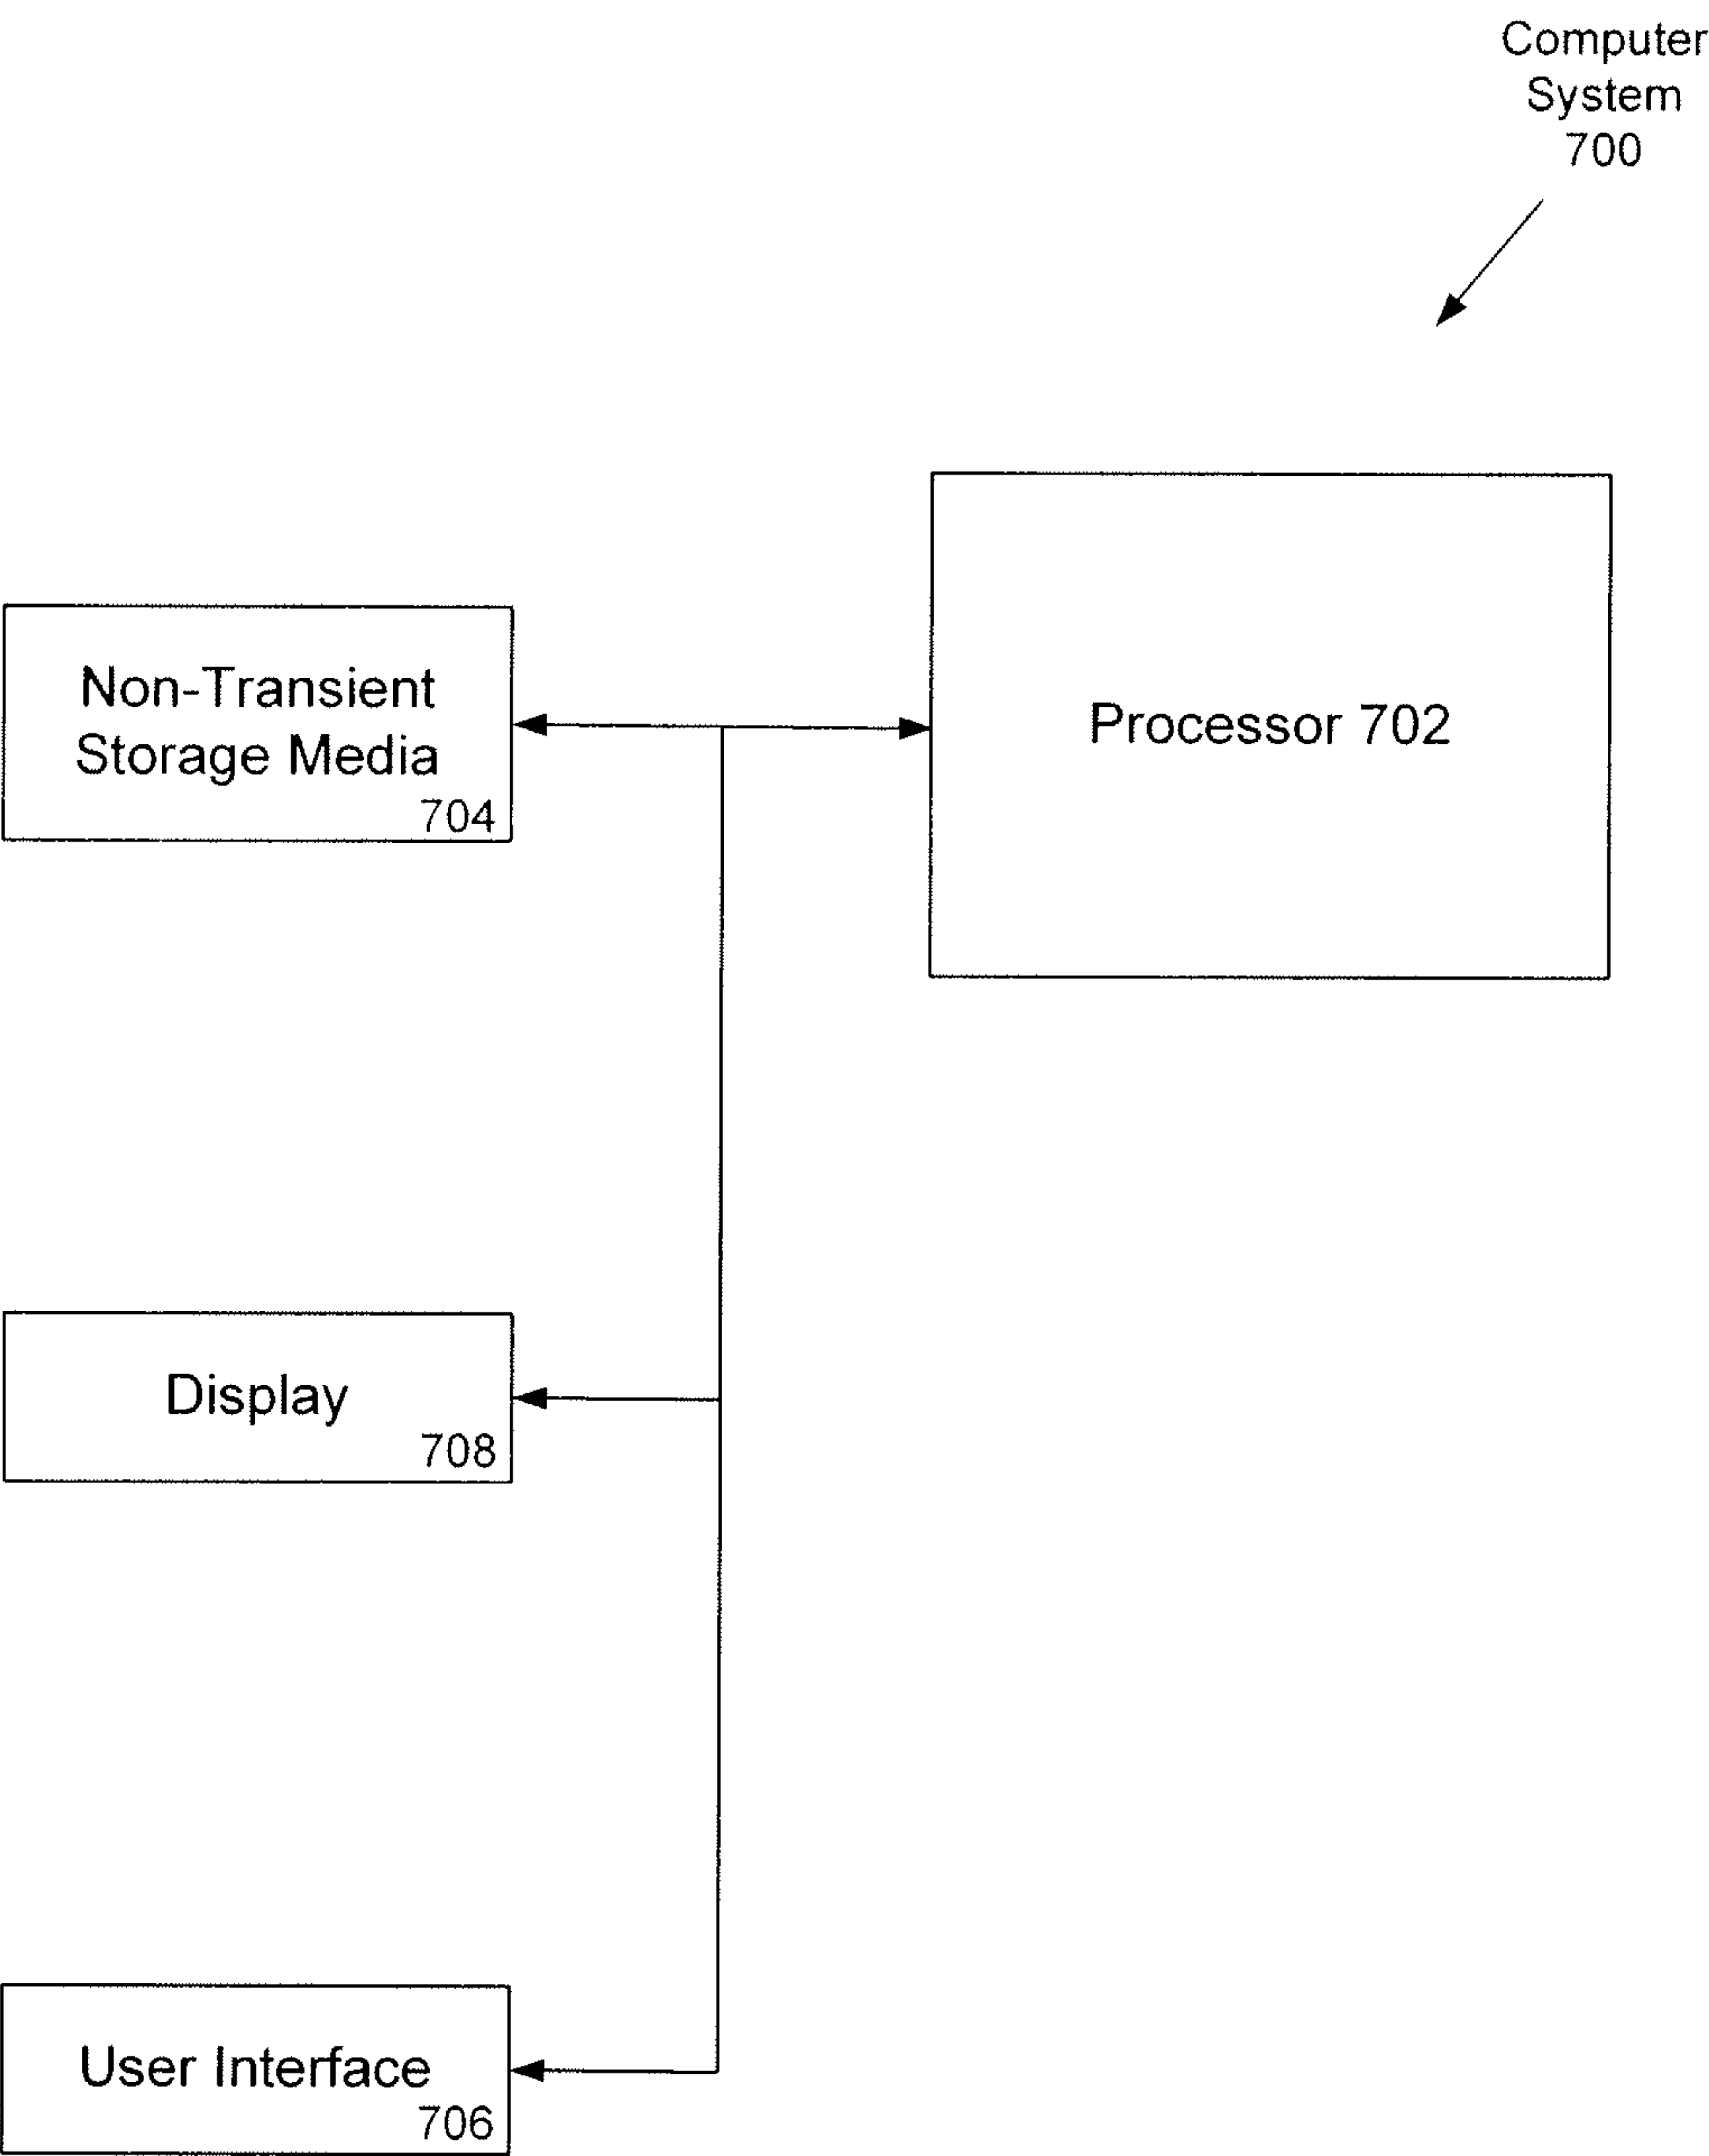 Computer
System
700
Non-Transient
Storage Media
704
Processor 702
Display
708
User Interface
706